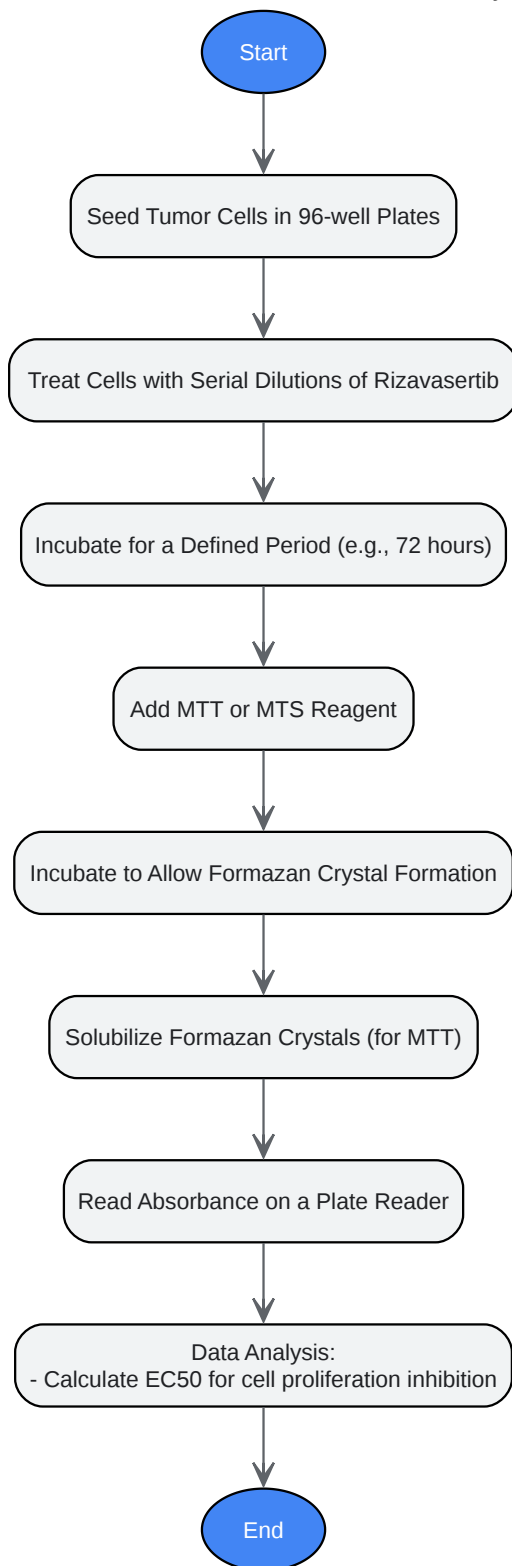 Start
Seed Tumor Cells in 96-well Plates
Treat Cells with Serial Dilutions of Rizavasertib
Incubate for a Defined Period (e.g., 72 hours)
Add MTT or MTS Reagent
Incubate to Allow Formazan Crystal Formation
Solubilize Formazan Crystals (for MTT)
Read Absorbance on a Plate Reader
Data Analysis:
- Calculate EC50 for cell proliferation inhibition
End